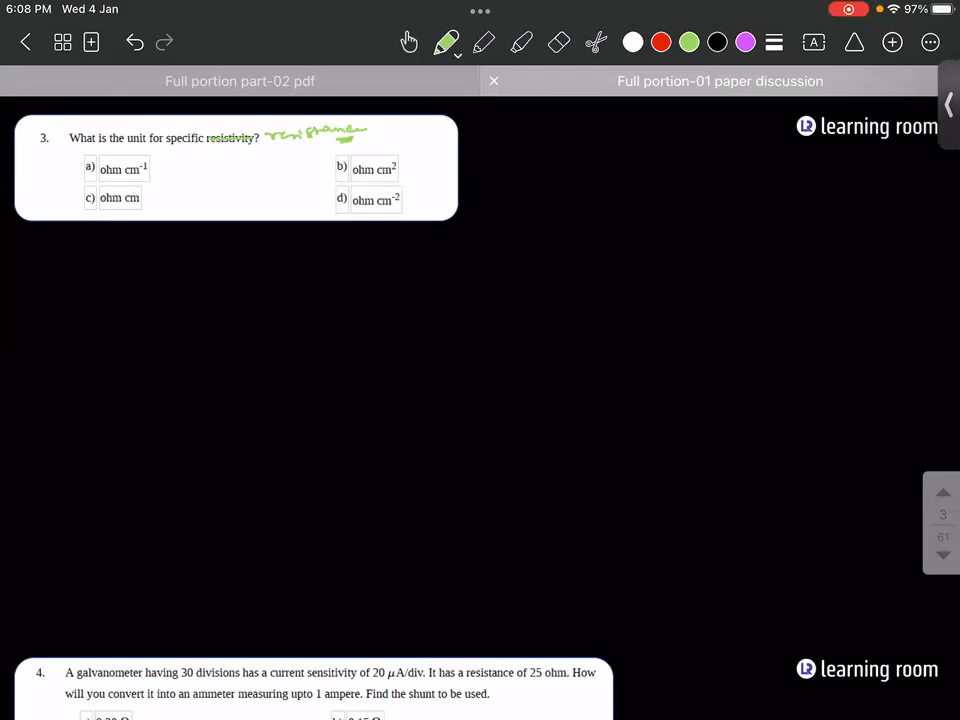 6:08 PM Wed 4 Jan
97%
A
Full portion part-02 pdf
Full portion-01 paper discussion
3. What is the unit for specific resistivity? resistance
a) ohm cm⁻¹
b) ohm cm²
c) ohm cm
d) ohm cm⁻²
LR learning room
3
61
4. A galvanometer having 30 divisions has a current sensitivity of 20 μA/div. It has a resistance of 25 ohm. How
will you convert it into an ammeter measuring upto 1 ampere. Find the shunt to be used.
LR learning room